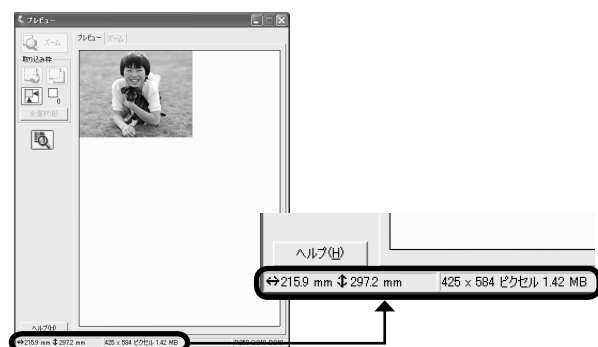 プレビュー
ズーム
プレビュー ズーム
取り込み枠
0
全選択(A)
ヘルプ(H)
215.9 mm 297.2 mm 425 x 584 ピクセル 1.42 MB
ヘルプ(H)
215.9 mm 297.2 mm 425 x 584 ピクセル 1.42 MB